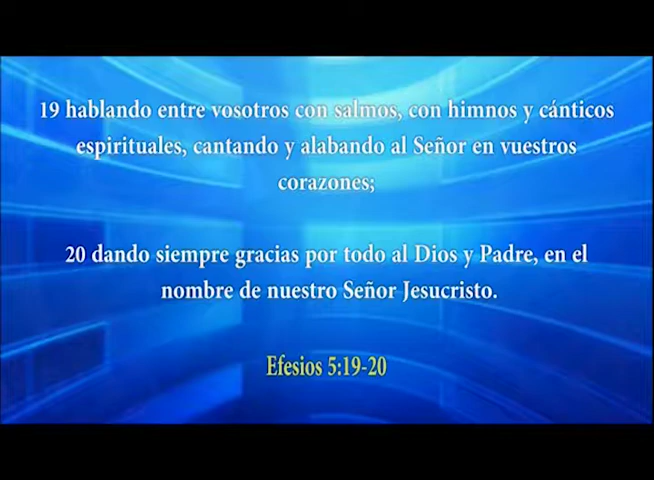 19 hablando entre vosotros con salmos, con himnos y cánticos
espirituales, cantando y alabando al Señor en vuestros
corazones;
20 dando siempre gracias por todo al Dios y Padre, en el
nombre de nuestro Señor Jesucristo.
Efesios 5:19-20